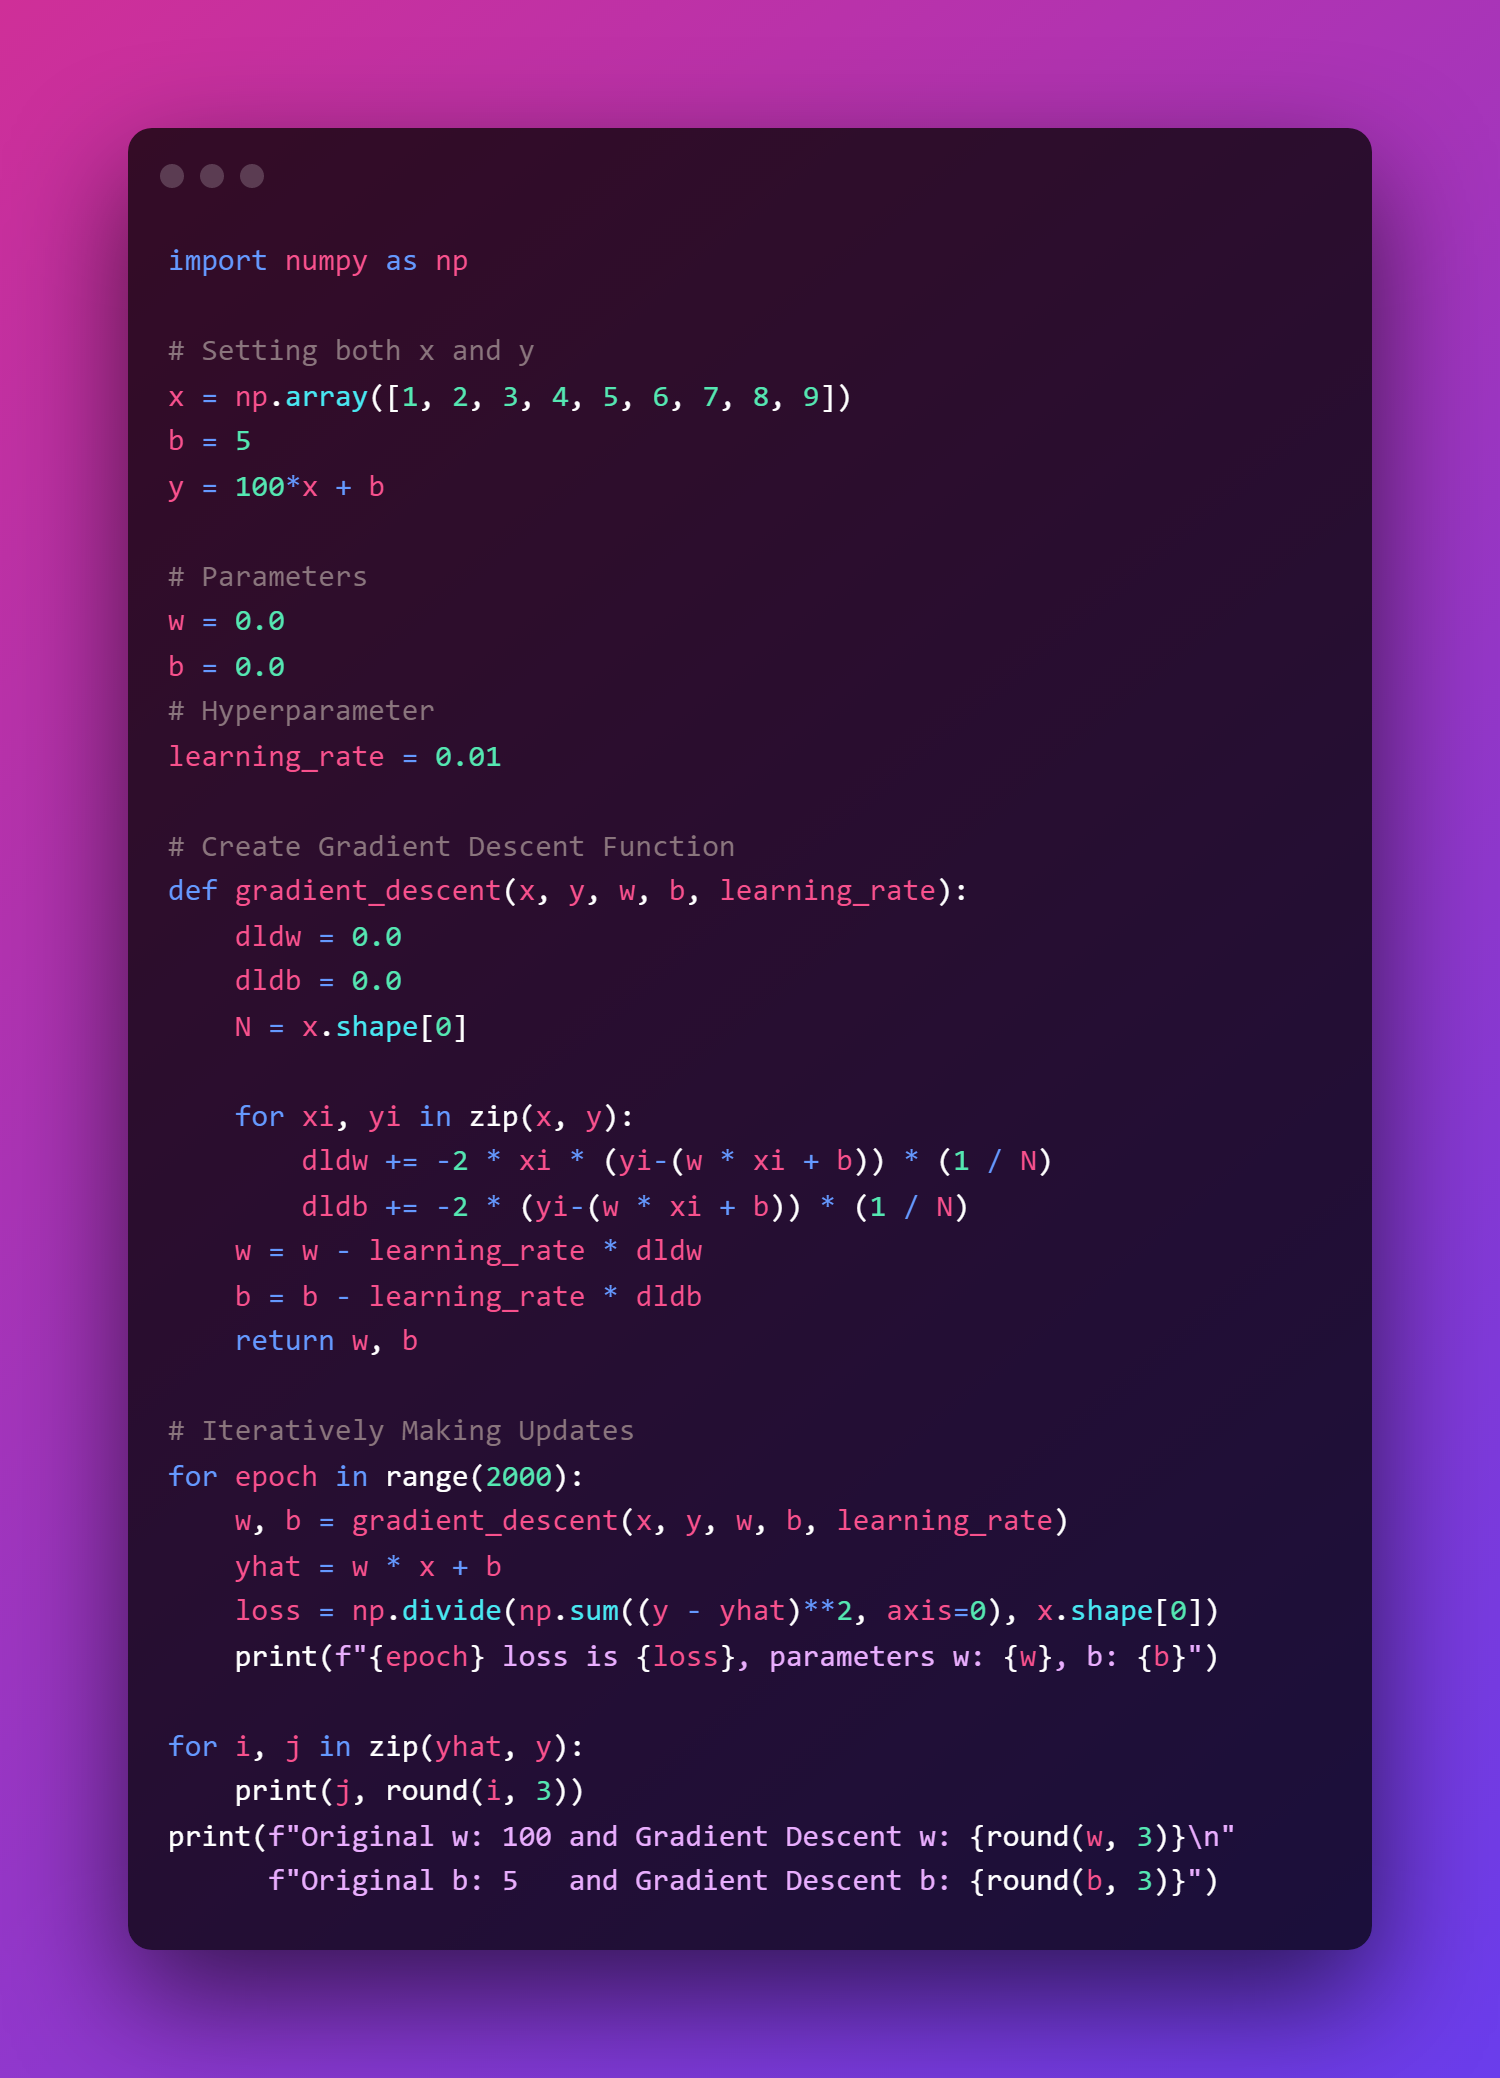 import numpy as np

# Setting both x and y
x = np.array([1, 2, 3, 4, 5, 6, 7, 8, 9])
b = 5
y = 100*x + b

# Parameters
w = 0.0
b = 0.0
# Hyperparameter
learning_rate = 0.01

# Create Gradient Descent Function
def gradient_descent(x, y, w, b, learning_rate):
    dldw = 0.0
    dldb = 0.0
    N = x.shape[0]

    for xi, yi in zip(x, y):
        dldw += -2 * xi * (yi-(w * xi + b)) * (1 / N)
        dldb += -2 * (yi-(w * xi + b)) * (1 / N)
    w = w - learning_rate * dldw
    b = b - learning_rate * dldb
    return w, b

# Iteratively Making Updates
for epoch in range(2000):
    w, b = gradient_descent(x, y, w, b, learning_rate)
    yhat = w * x + b
    loss = np.divide(np.sum((y - yhat)**2, axis=0), x.shape[0])
    print(f"{epoch} loss is {loss}, parameters w: {w}, b: {b}")

for i, j in zip(yhat, y):
    print(j, round(i, 3))
print(f"Original w: 100 and Gradient Descent w: {round(w, 3)}\n"
      f"Original b: 5   and Gradient Descent b: {round(b, 3)}")